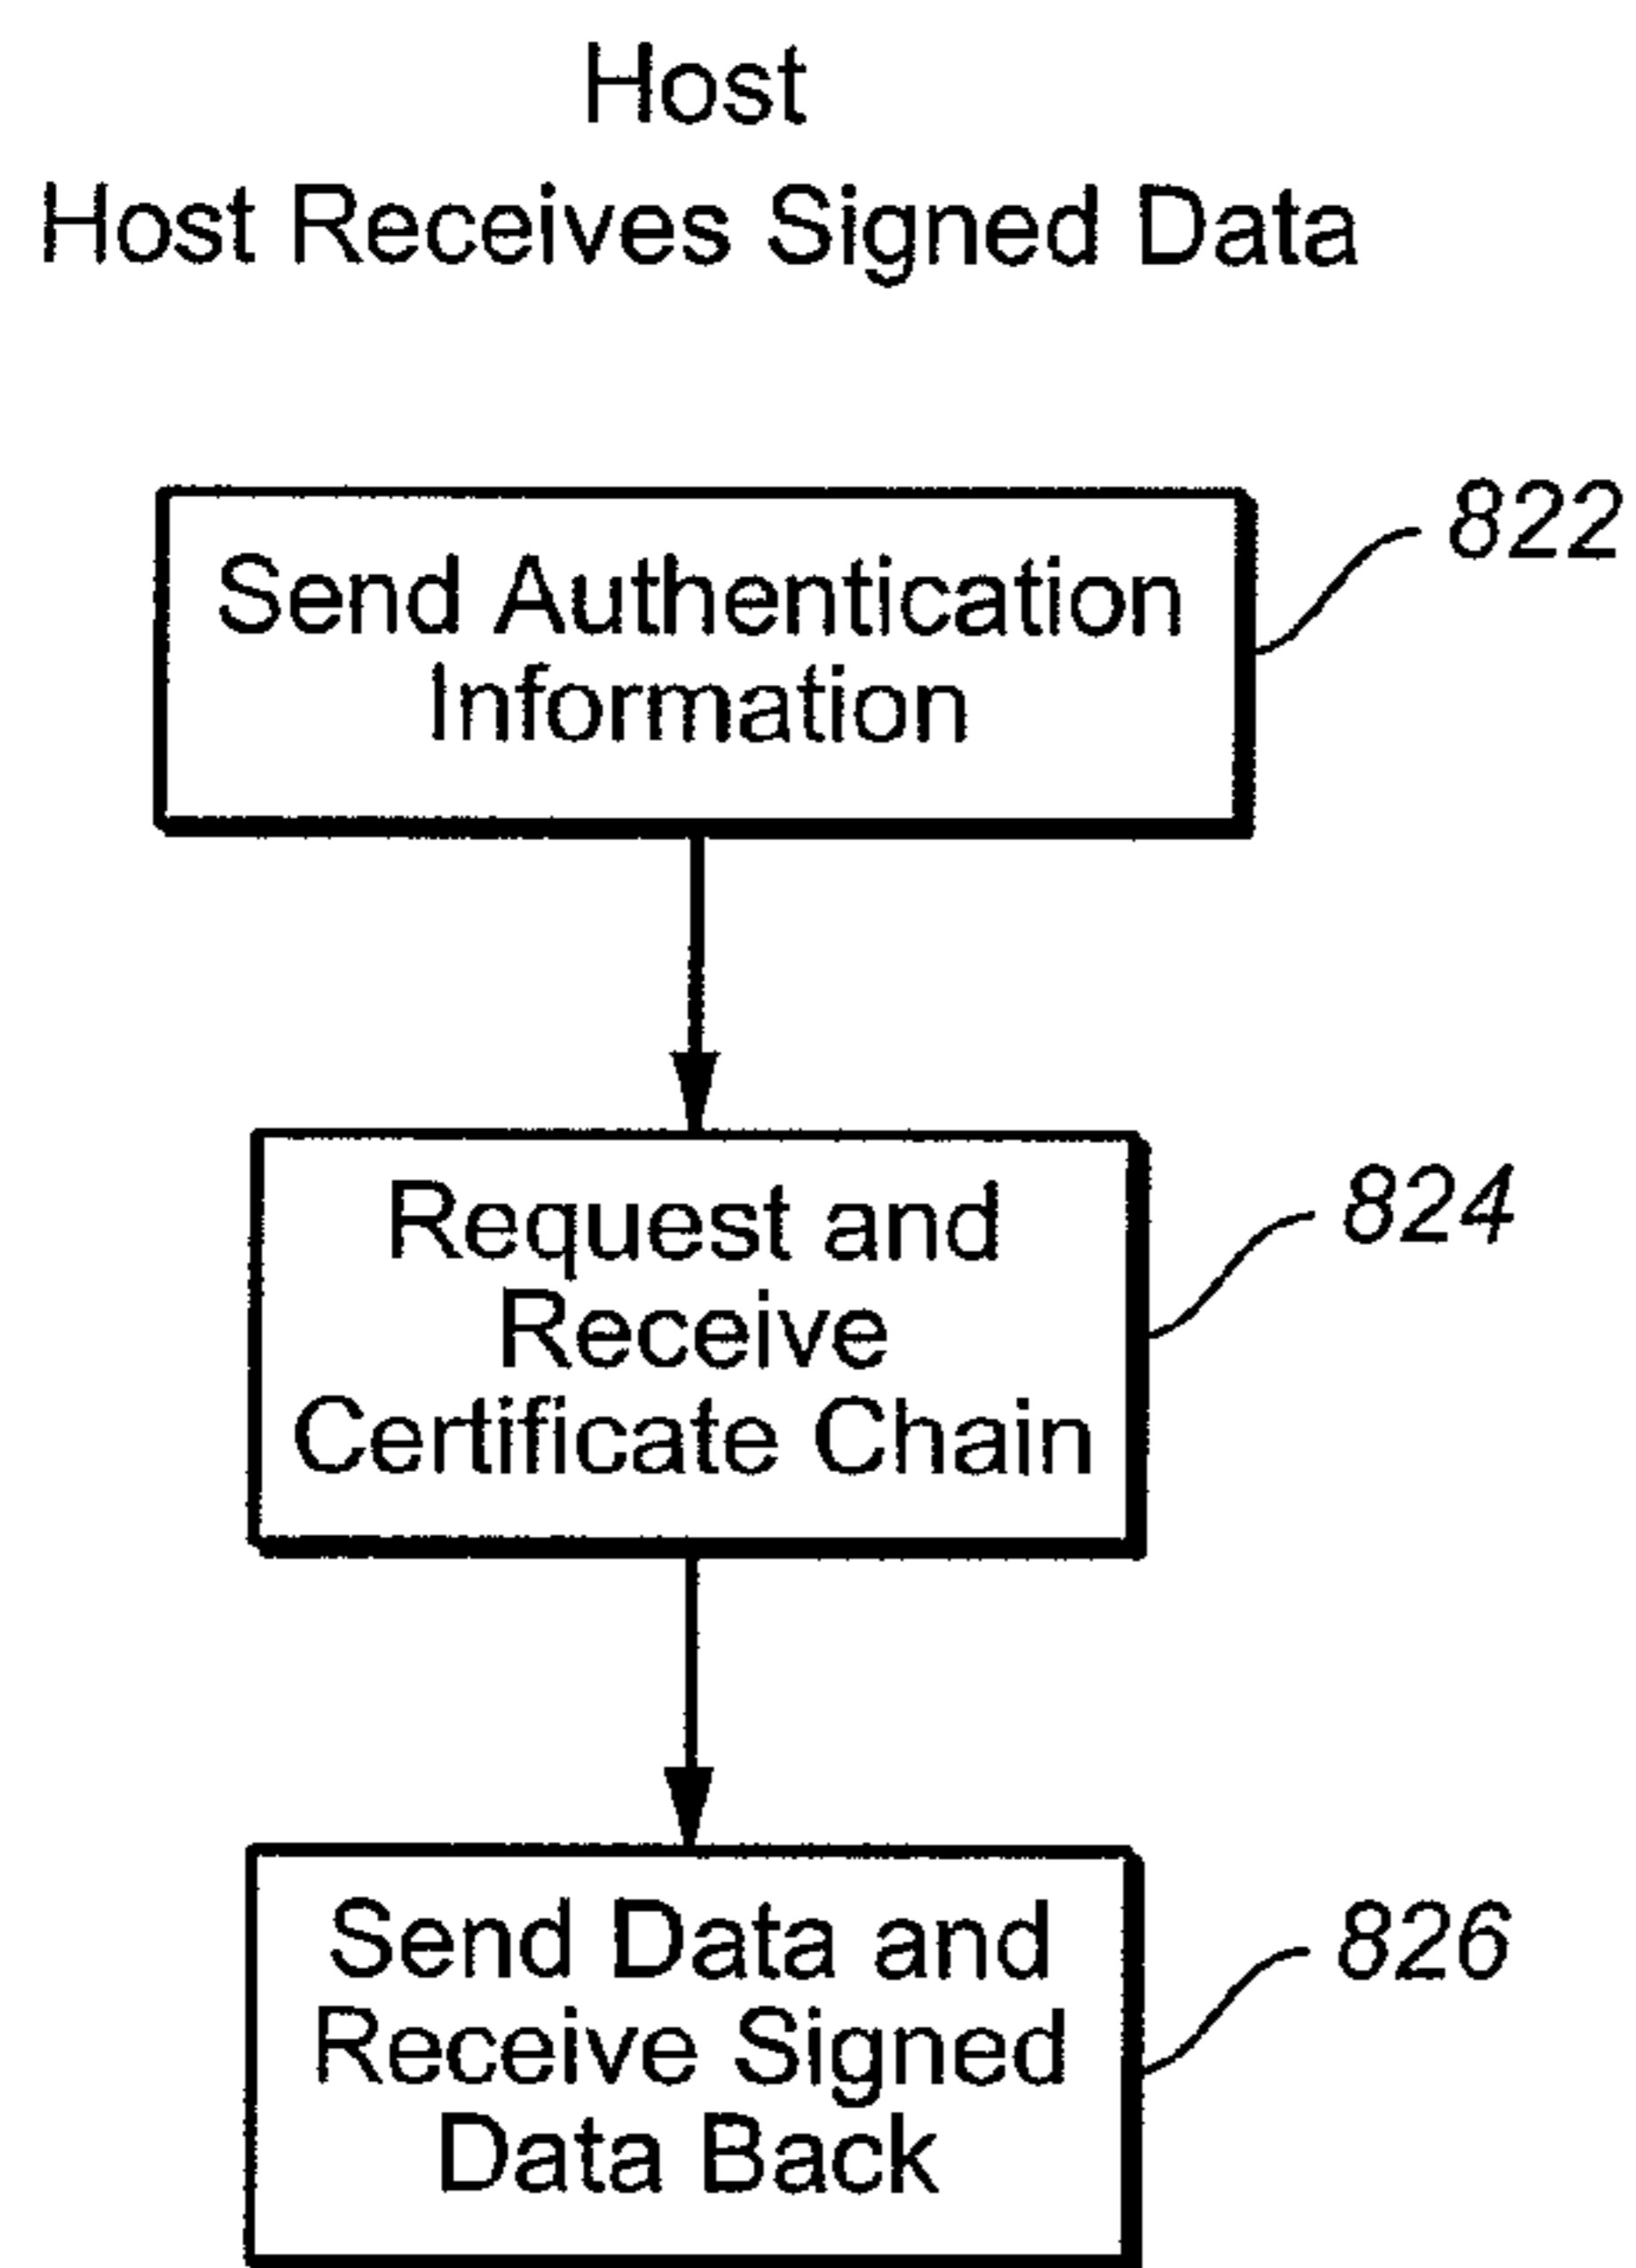 Host
Host Receives Signed Data
Send Authentication
Information
822
Request and
Receive
Certificate Chain
824
Send Data and
Receive Signed
Data Back
826